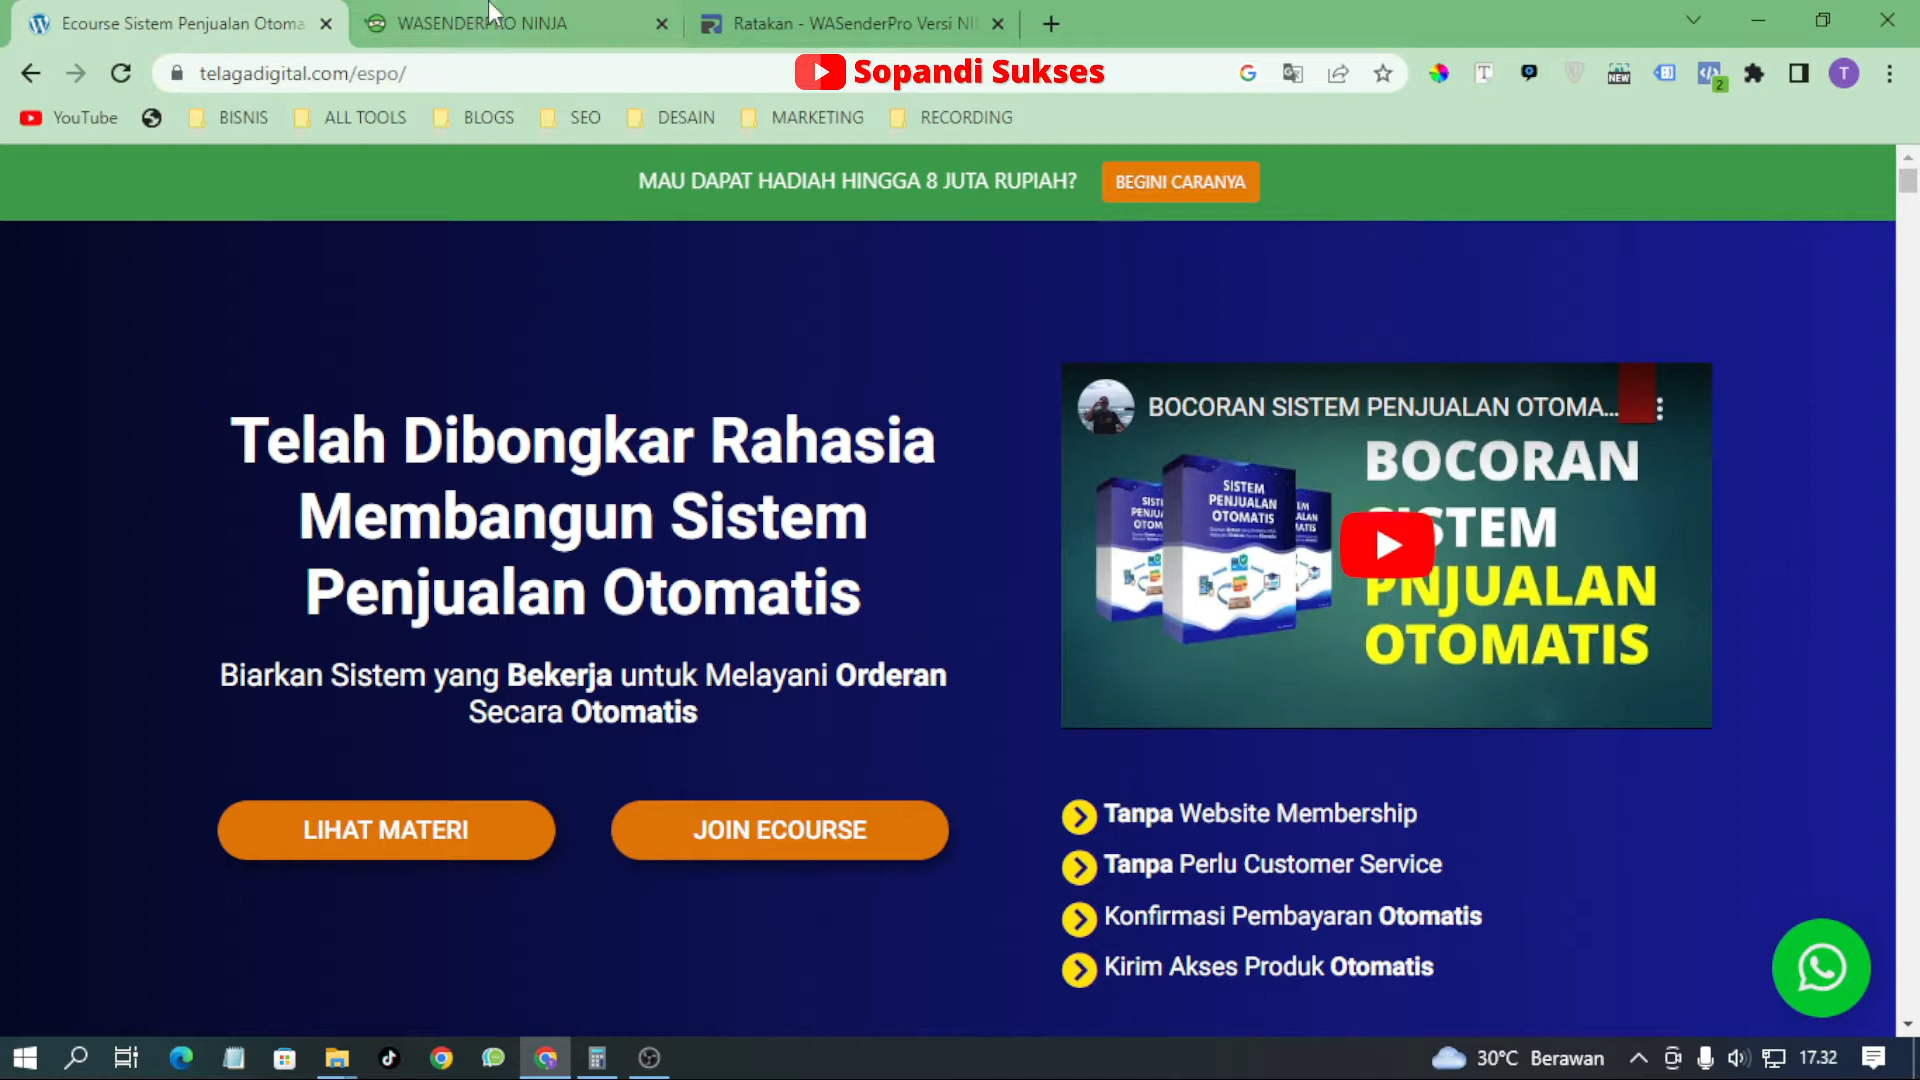 Ecourse Sistem Penjualan Otoma
WASENDERPRO NINJA
Ratakan - WASenderPro Versi NI
telagadigital.com/espo/
Sopandi Sukses
T
NEW
2
T
YouTube
BISNIS
ALL TOOLS
BLOGS
SEO
DESAIN
MARKETING
RECORDING
MAU DAPAT HADIAH HINGGA 8 JUTA RUPIAH?
BEGINI CARANYA
Telah Dibongkar Rahasia
Membangun Sistem
Penjualan Otomatis
Biarkan Sistem yang Bekerja untuk Melayani Orderan
Secara Otomatis
LIHAT MATERI
JOIN ECOURSE
BOCORAN SISTEM PENJUALAN OTOMA...
SISTEM
PENJUALAN
OTOMATIS
BOCORAN
SISTEM
PNJUALAN
OTOMATIS
Tanpa Website Membership
Tanpa Perlu Customer Service
Konfirmasi Pembayaran Otomatis
Kirim Akses Produk Otomatis
30°C Berawan
17.32